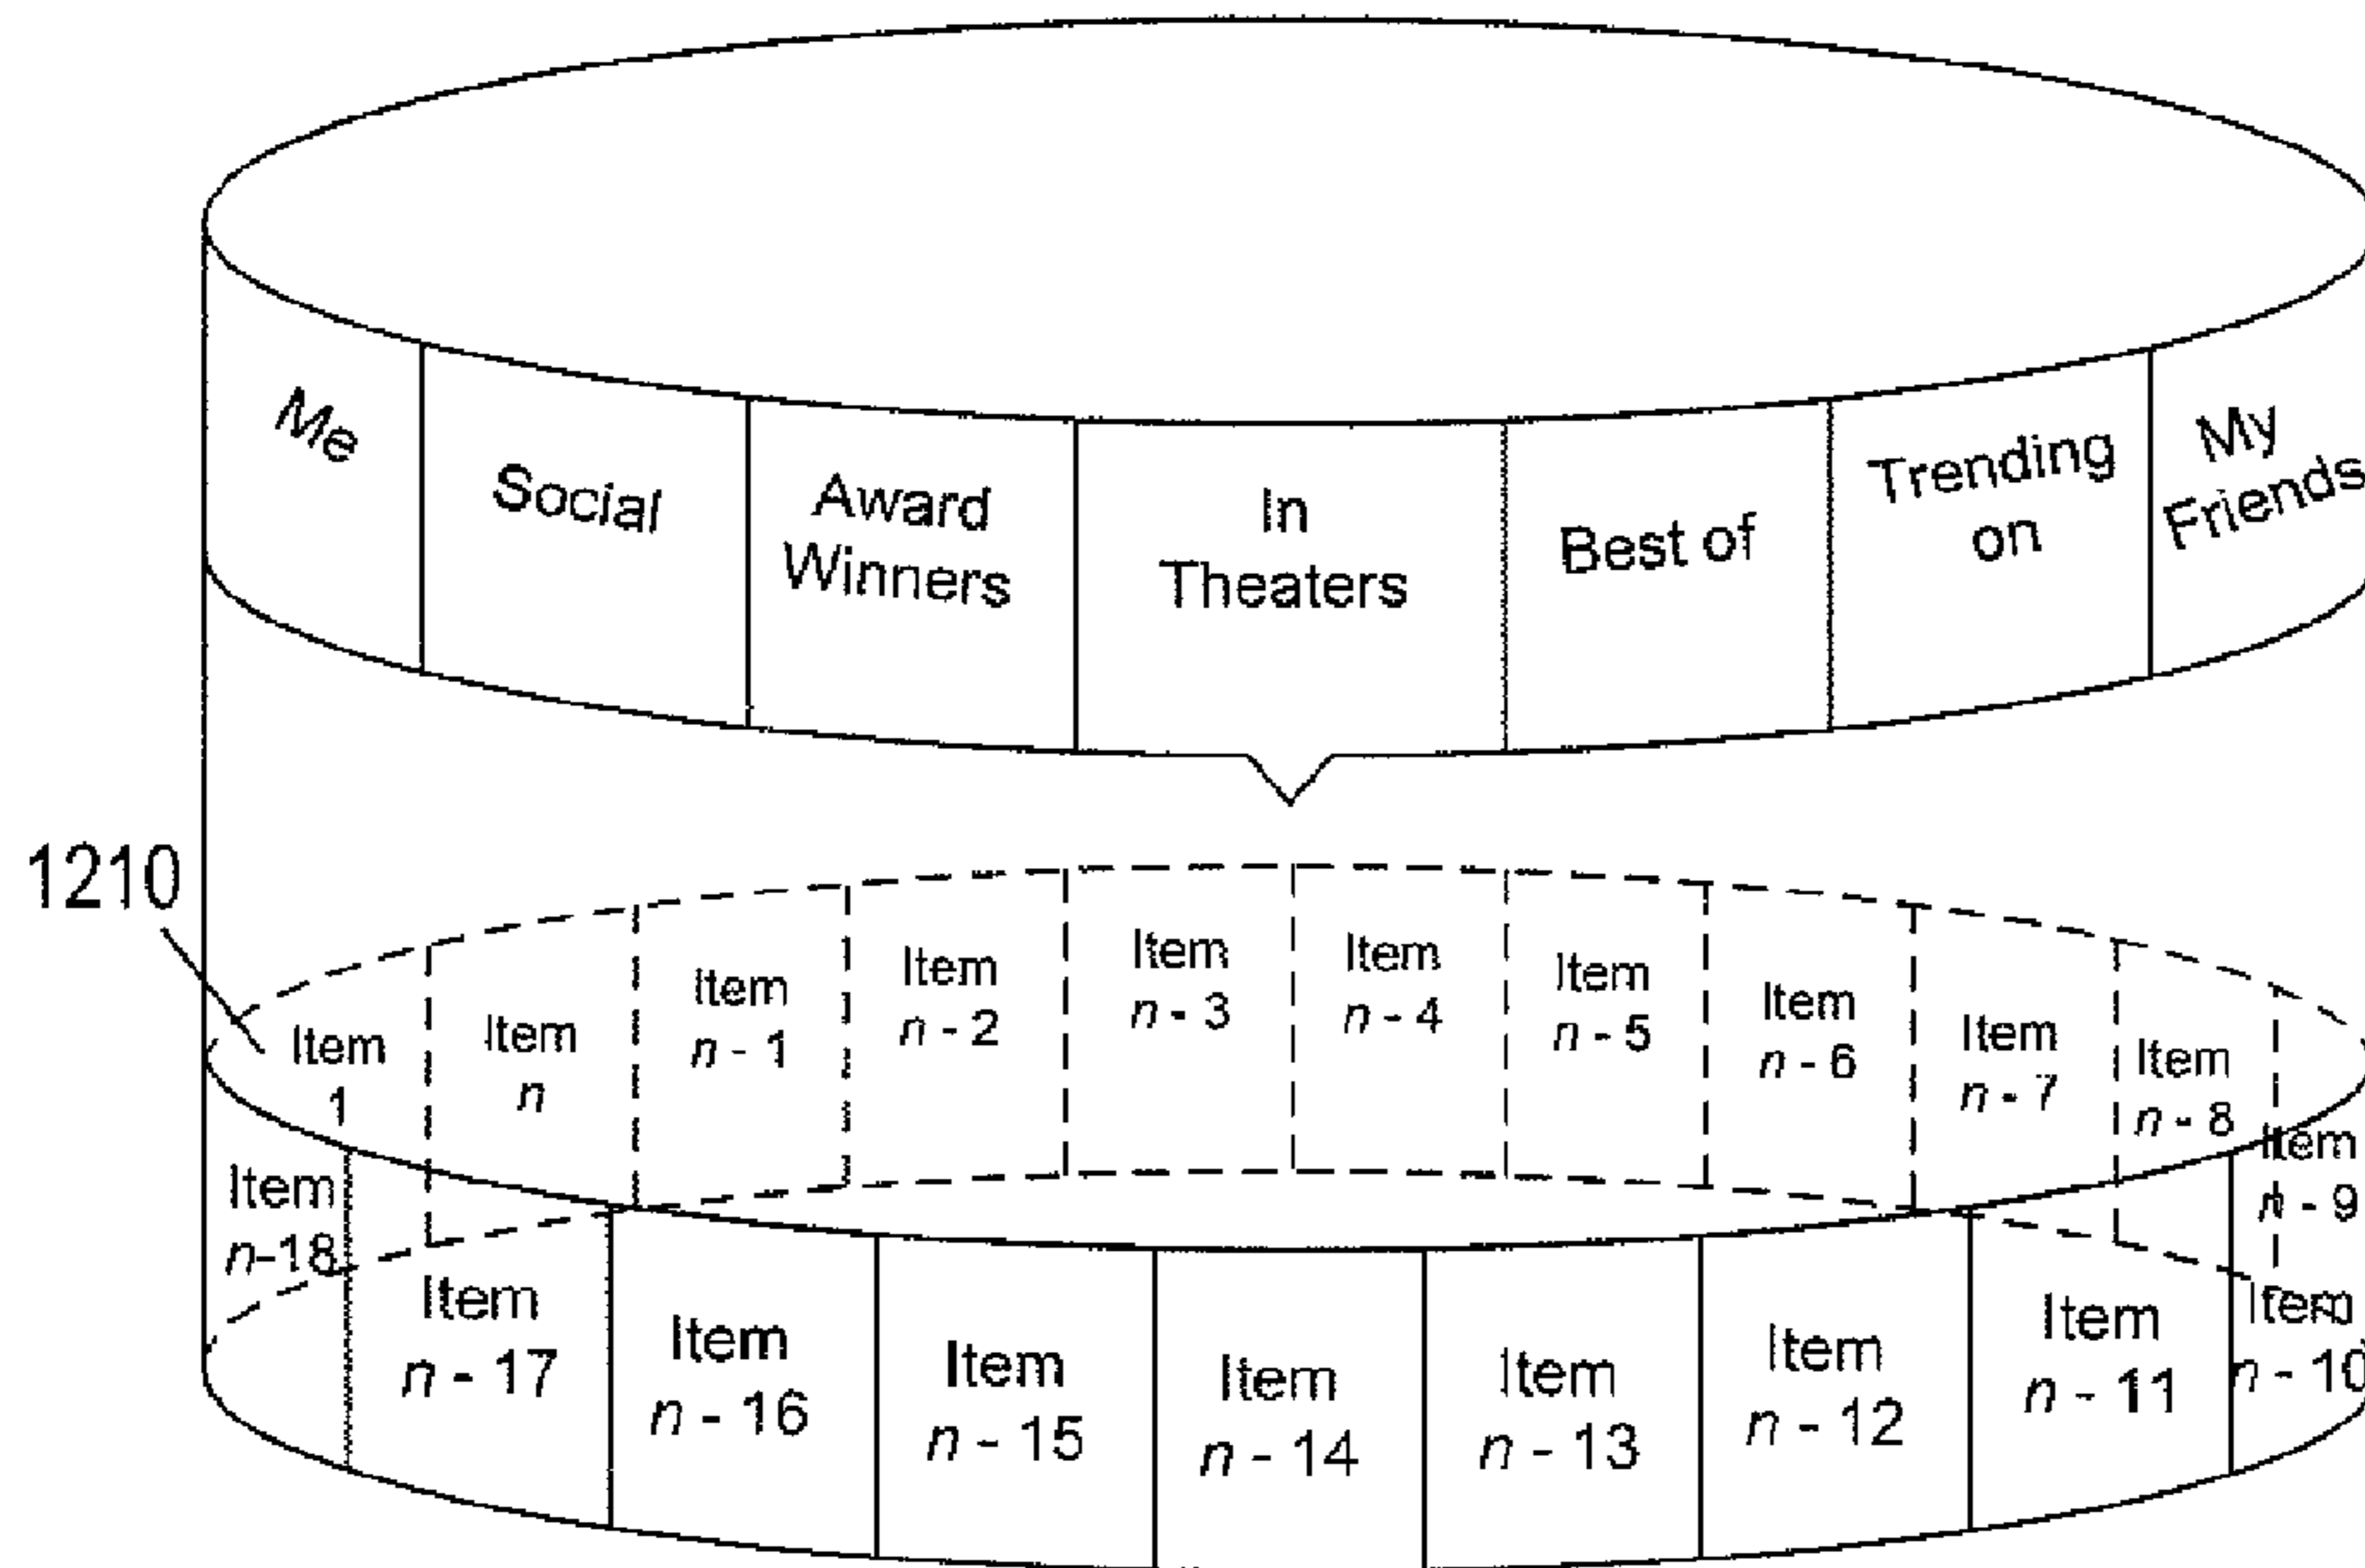 Me
Social
Award
Winners
In
Theaters
Best of
Trending
on
My
Friends
1210
Item
1
Item
n
Item
n - 1
Item
n - 2
Item
n - 3
Item
n - 4
Item
n - 5
Item
n - 6
Item
n - 7
Item
n - 8
Item
n - 9
Item
n-18
Item
n - 17
Item
n - 16
Item
n - 15
Item
n - 14
Item
n - 13
Item
n - 12
Item
n - 11
Item
n - 10